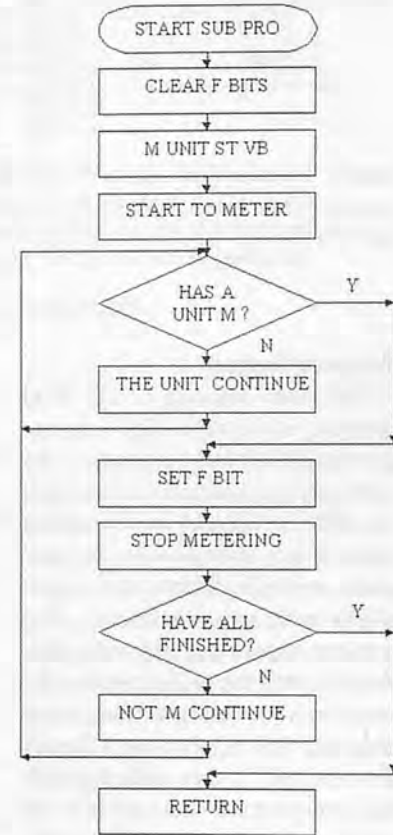 START SUB PRO
CLEAR F BITS
M UNIT ST VB
START TO METER
HAS A
UNIT M ?
Y
N
THE UNIT CONTINUE
SET F BIT
STOP METERING
HAVE ALL
FINISHED?
Y
N
NOT M CONTINUE
RETURN